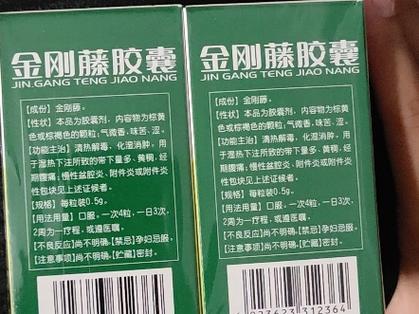 金刚藤胶囊
JIN GANG TENG JIAO NANG
[成份] 金刚藤。
[性状] 本品为胶囊剂，内容物为棕黄
色或棕褐色的颗粒；气微香，味苦、涩。
[功能主治] 清热解毒，化湿消肿。用
于湿热下注所致的带下量多、黄稠，经
期腹痛；慢性盆腔炎、附件炎或附件炎
性包块见上述证候者。
[规格] 每粒装0.5g。
[用法用量] 口服，一次4粒，一日3次，
2周为一疗程，或遵医嘱。
[不良反应]尚不明确。[禁忌]孕妇忌服。
[注意事项]尚不明确。[贮藏]密封。
金刚藤胶囊
JIN GANG TENG JIAO NANG
[成份] 金刚藤。
[性状] 本品为胶囊剂，内容物为棕黄
色或棕褐色的颗粒；气微香，味苦、涩。
[功能主治] 清热解毒，化湿消肿。用
于湿热下注所致的带下量多、黄稠，经
期腹痛；慢性盆腔炎、附件炎或附件炎
性包块见上述证候者。
[规格] 每粒装0.5g。
[用法用量] 口服，一次4粒，一日3次，
2周为一疗程，或遵医嘱。
[不良反应]尚不明确。[禁忌]孕妇忌服。
[注意事项]尚不明确。[贮藏]密封。
312364